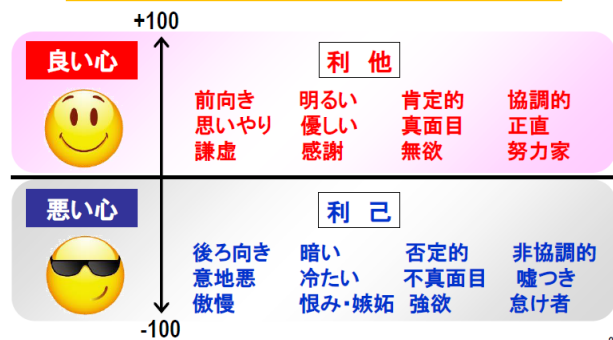 +100
良い心
利 他
前向き 明るい 肯定的 協調的
思いやり 優しい 真面目 正直
謙虚 感謝 無欲 努力家
悪い心
利 己
後ろ向き 暗い 否定的 非協調的
意地悪 冷たい 不真面目 嘘つき
傲慢 恨み・嫉妬 強欲 怠け者
-100